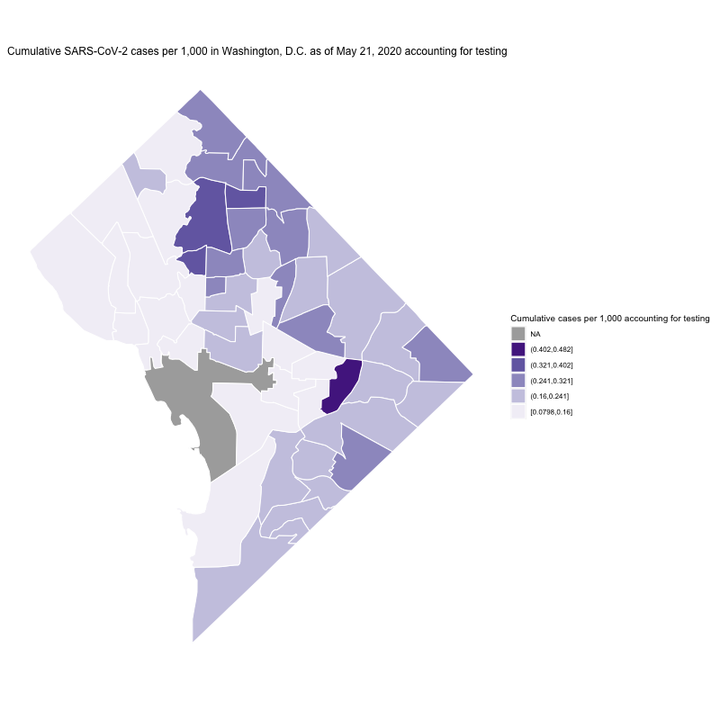 Cumulative SARS-CoV-2 cases per 1,000 in Washington, D.C. as of May 21, 2020 accounting for testing
Cumulative cases per 1,000 accounting for testing
NA
(0.402,0.482]
(0.321,0.402]
(0.241,0.321]
(0.16,0.241]
[0.0798,0.16]